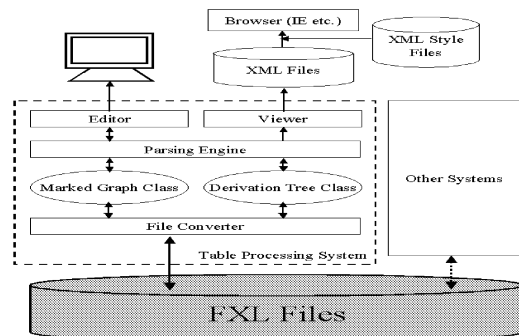 Browser (IE etc.)
XML Style
Files
XML Files
Editor
Viewer
Parsing Engine
Marked Graph Class
Derivation Tree Class
Other Systems
File Converter
Table Processing System
FXL Files